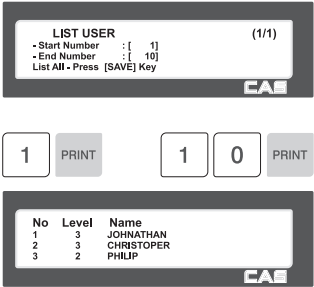 LIST USER (1/1)
- Start Number : [ 1]
- End Number : [ 10]
List All - Press [SAVE] Key
CAS
1 PRINT 1 0 PRINT
No Level Name
1 3 JOHNATHAN
2 3 CHRISTOPER
3 2 PHILIP
CAS